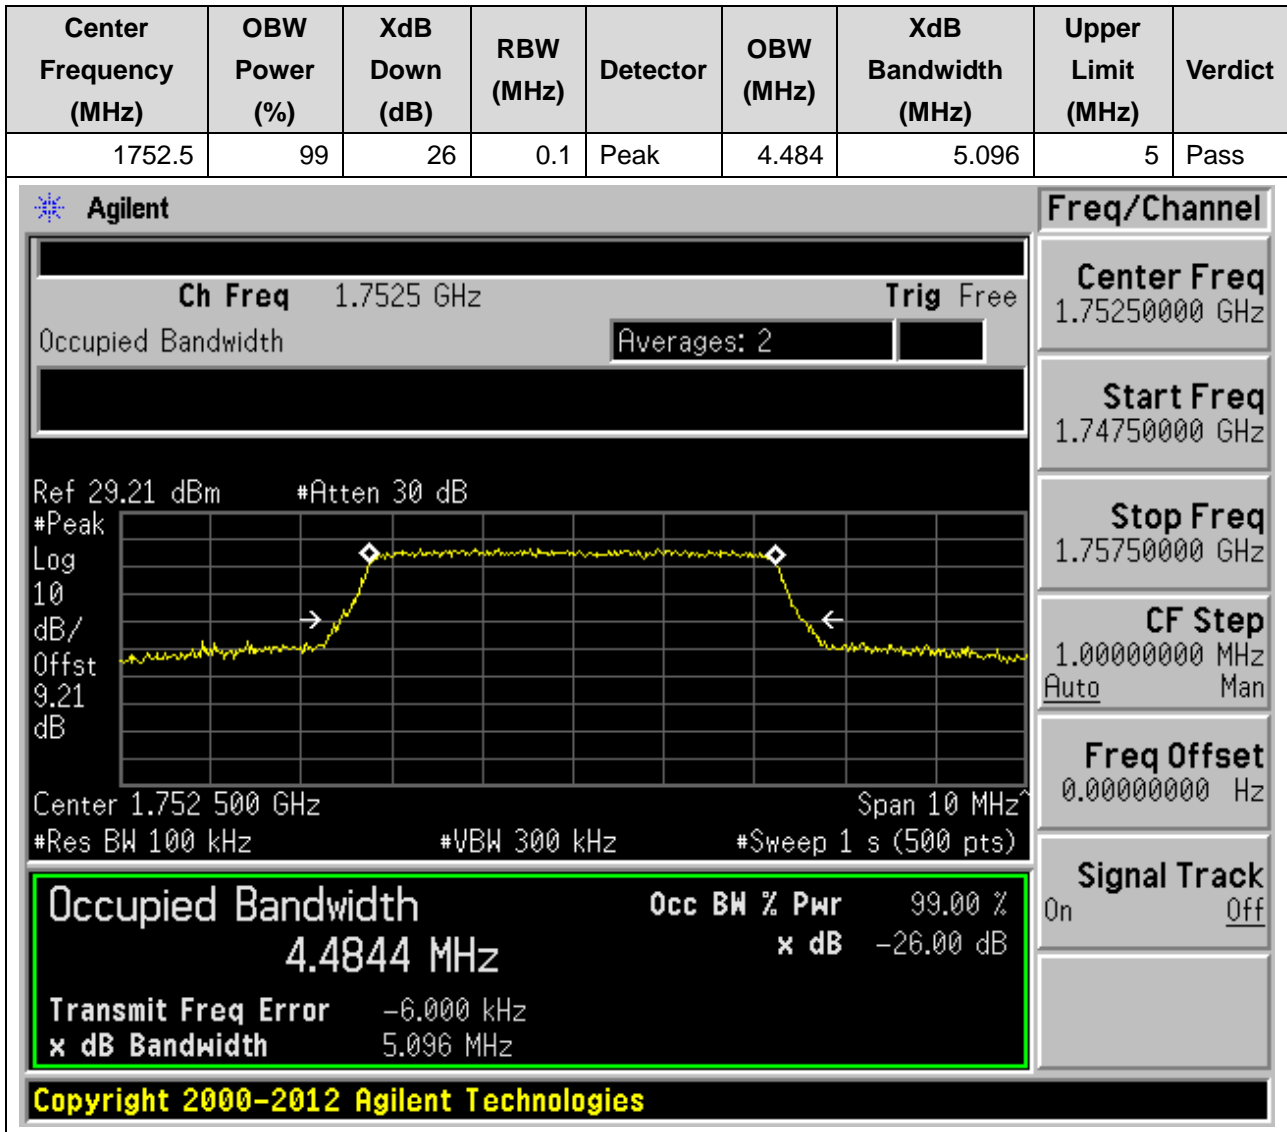 Center Frequency (MHz) OBW Power (%) XdB Down (dB) RBW (MHz) Detector OBW (MHz) XdB Bandwidth (MHz) Upper Limit (MHz) Verdict
1752.5 99 26 0.1 Peak 4.484 5.096 5 Pass
Agilent
Freq/Channel
Ch Freq 1.7525 GHz Trig Free
Occupied Bandwidth Averages: 2
Center Freq
1.75250000 GHz
Start Freq
1.74750000 GHz
Stop Freq
1.75750000 GHz
CF Step
1.00000000 MHz
Auto Man
Freq Offset
0.00000000 Hz
Signal Track
On Off
Ref 29.21 dBm #Atten 30 dB
#Peak
Log
10
dB/
Offst
9.21
dB
Center 1.752 500 GHz Span 10 MHz^
#Res BW 100 kHz #VBW 300 kHz #Sweep 1 s (500 pts)
Occupied Bandwidth Occ BW % Pwr 99.00 %
4.4844 MHz x dB -26.00 dB
Transmit Freq Error -6.000 kHz
x dB Bandwidth 5.096 MHz
Copyright 2000-2012 Agilent Technologies